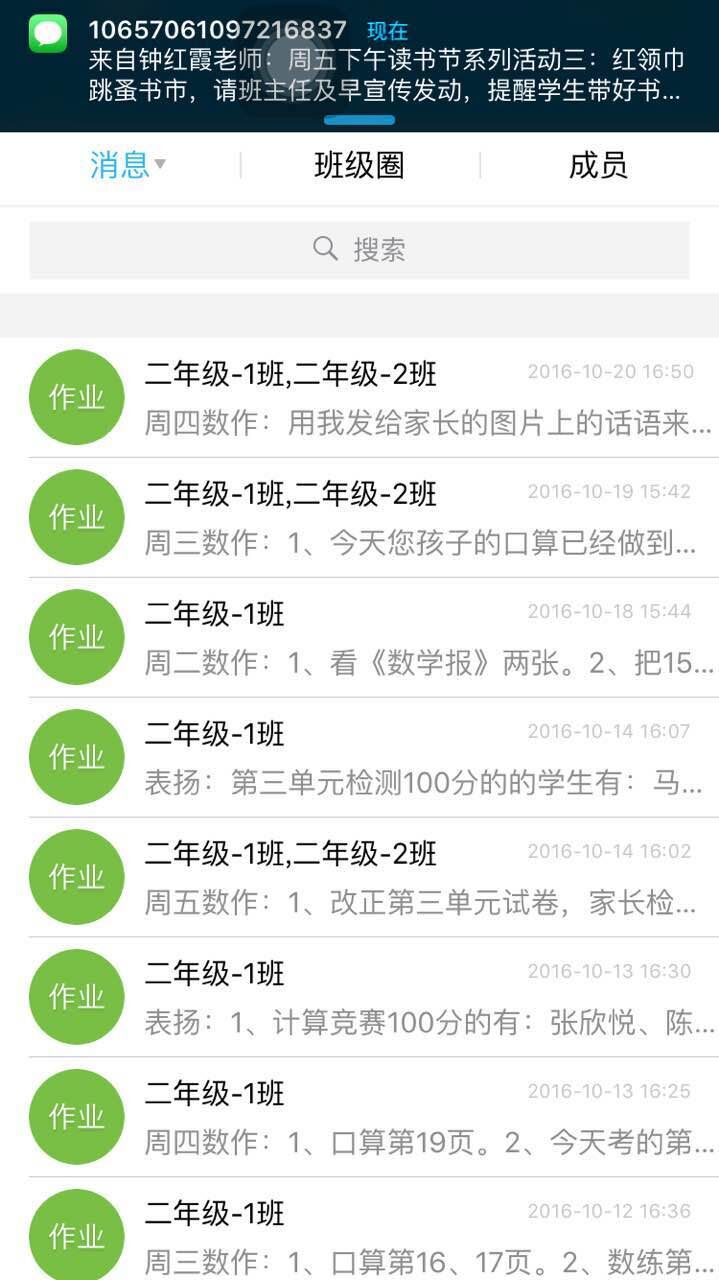 10657061097216837 现在
来自钟红霞老师：周五下午读书节系列活动三：红领巾
跳蚤书市，请班主任及早宣传发动，提醒学生带好书...
消息 班级圈 成员
搜索
作业
二年级-1班,二年级-2班 2016-10-20 16:50
周四数作：用我发给家长的图片上的话语来...
作业
二年级-1班,二年级-2班 2016-10-19 15:42
周三数作：1、今天您孩子的口算已经做到...
作业
二年级-1班 2016-10-18 15:44
周二数作：1、看《数学报》两张。2、把15...
作业
二年级-1班 2016-10-14 16:07
表扬：第三单元检测100分的的学生有：马...
作业
二年级-1班,二年级-2班 2016-10-14 16:02
周五数作：1、改正第三单元试卷，家长检...
作业
二年级-1班 2016-10-13 16:30
表扬：1、计算竞赛100分的有：张欣悦、陈...
作业
二年级-1班 2016-10-13 16:25
周四数作：1、口算第19页。2、今天考的第...
作业
二年级-1班 2016-10-12 16:36
周三数作：1、口算第16、17页。2、数练第...